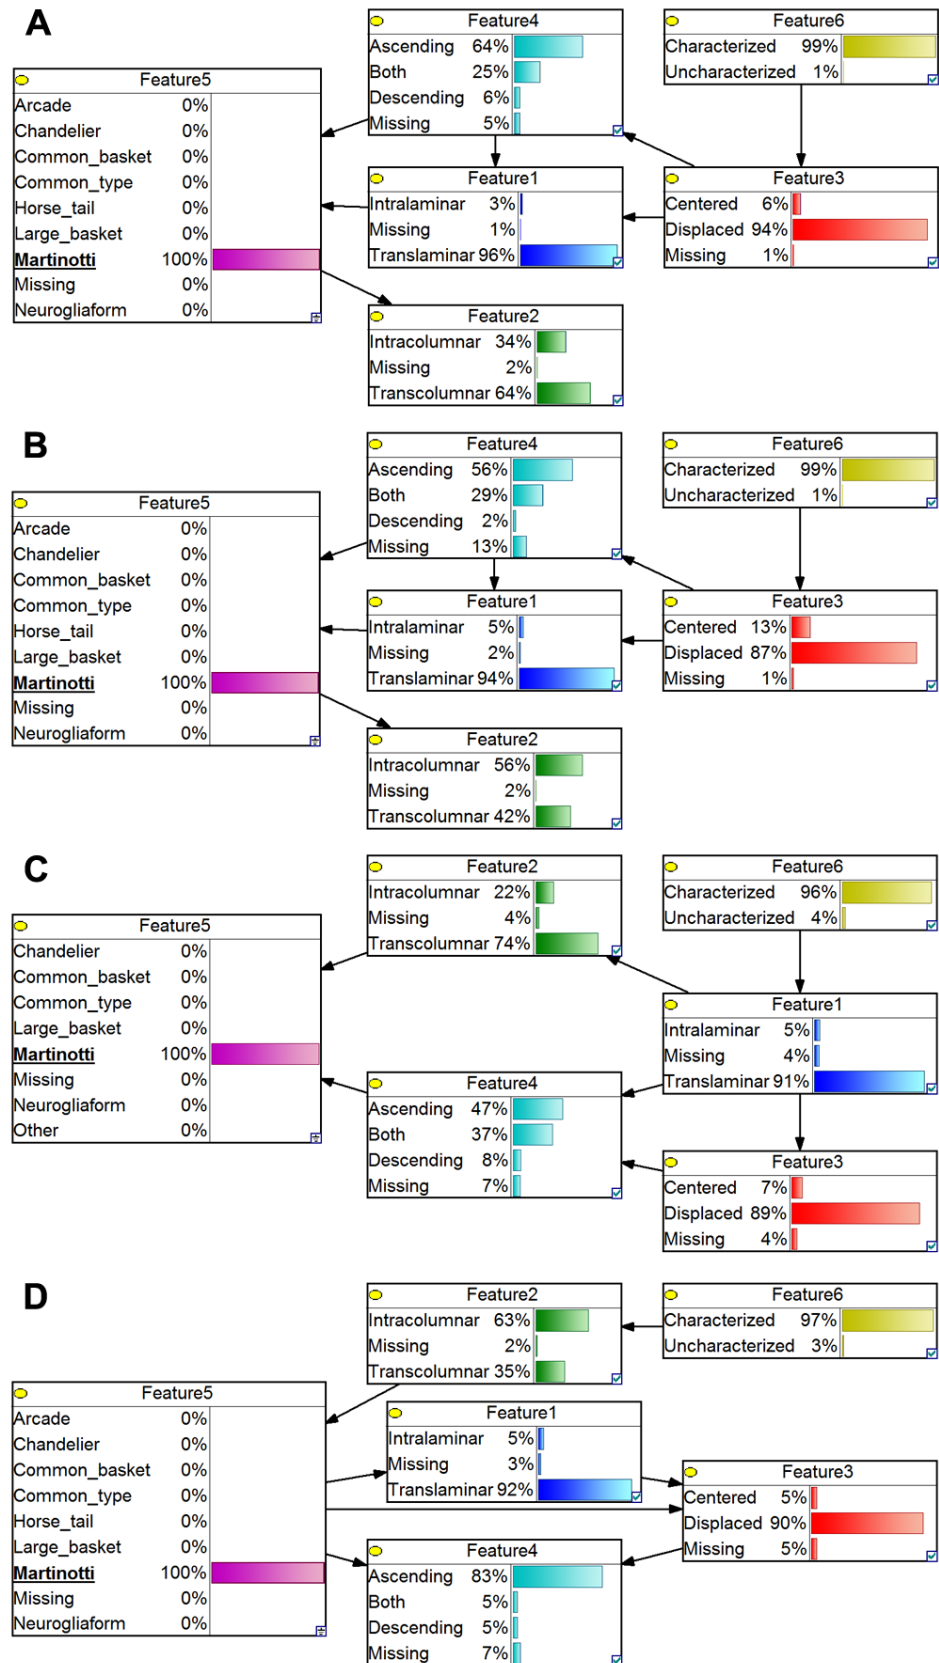 A
Feature4
Ascending 64%
Both 25%
Descending 6%
Missing 5%
Feature6
Characterized 99%
Uncharacterized 1%
Feature5
Arcade 0%
Chandelier 0%
Common_basket 0%
Common_type 0%
Horse_tail 0%
Large_basket 0%
Martinotti 100%
Missing 0%
Neurogliaform 0%
Feature1
Intralaminar 3%
Missing 1%
Translaminar 96%
Feature3
Centered 6%
Displaced 94%
Missing 1%
Feature2
Intracolumnar 34%
Missing 2%
Transcolumnar 64%
B
Feature4
Ascending 56%
Both 29%
Descending 2%
Missing 13%
Feature6
Characterized 99%
Uncharacterized 1%
Feature5
Arcade 0%
Chandelier 0%
Common_basket 0%
Common_type 0%
Horse_tail 0%
Large_basket 0%
Martinotti 100%
Missing 0%
Neurogliaform 0%
Feature1
Intralaminar 5%
Missing 2%
Translaminar 94%
Feature3
Centered 13%
Displaced 87%
Missing 1%
Feature2
Intracolumnar 56%
Missing 2%
Transcolumnar 42%
C
Feature2
Intracolumnar 22%
Missing 4%
Transcolumnar 74%
Feature6
Characterized 96%
Uncharacterized 4%
Feature5
Chandelier 0%
Common_basket 0%
Common_type 0%
Large_basket 0%
Martinotti 100%
Missing 0%
Neurogliaform 0%
Other 0%
Feature1
Intralaminar 5%
Missing 4%
Translaminar 91%
Feature4
Ascending 47%
Both 37%
Descending 8%
Missing 7%
Feature3
Centered 7%
Displaced 89%
Missing 4%
D
Feature2
Intracolumnar 63%
Missing 2%
Transcolumnar 35%
Feature6
Characterized 97%
Uncharacterized 3%
Feature5
Arcade 0%
Chandelier 0%
Common_basket 0%
Common_type 0%
Horse_tail 0%
Large_basket 0%
Martinotti 100%
Missing 0%
Neurogliaform 0%
Feature1
Intralaminar 5%
Missing 3%
Translaminar 92%
Feature3
Centered 5%
Displaced 90%
Missing 5%
Feature4
Ascending 83%
Both 5%
Descending 5%
Missing 7%